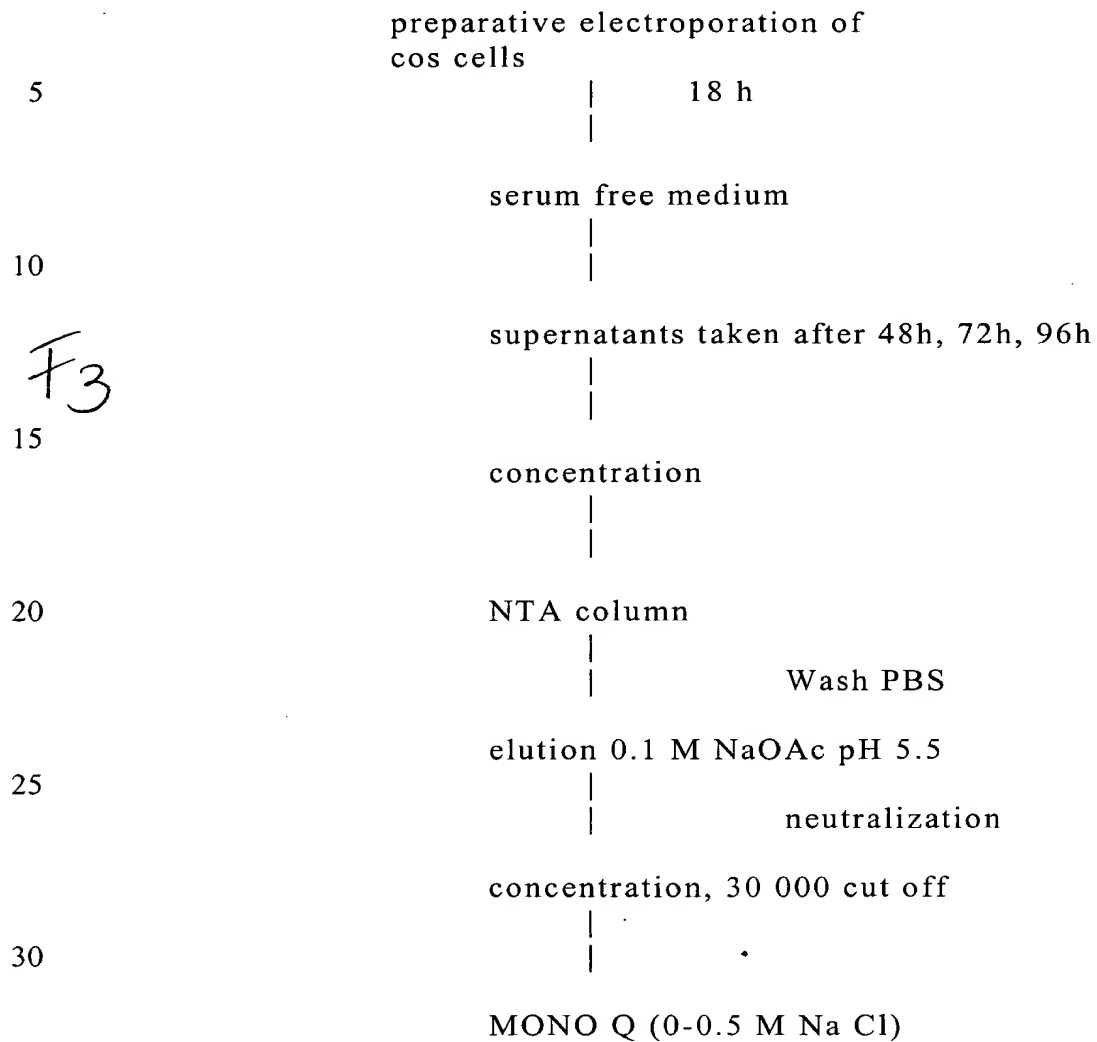 preparative electroporation of
cos cells
5 18 h
serum free medium
10
supernatants taken after 48h, 72h, 96h
F3
15
concentration
20 NTA column
Wash PBS
elution 0.1 M NaOAc pH 5.5
25
neutralization
concentration, 30 000 cut off
30
MONO Q (0-0.5 M Na Cl)